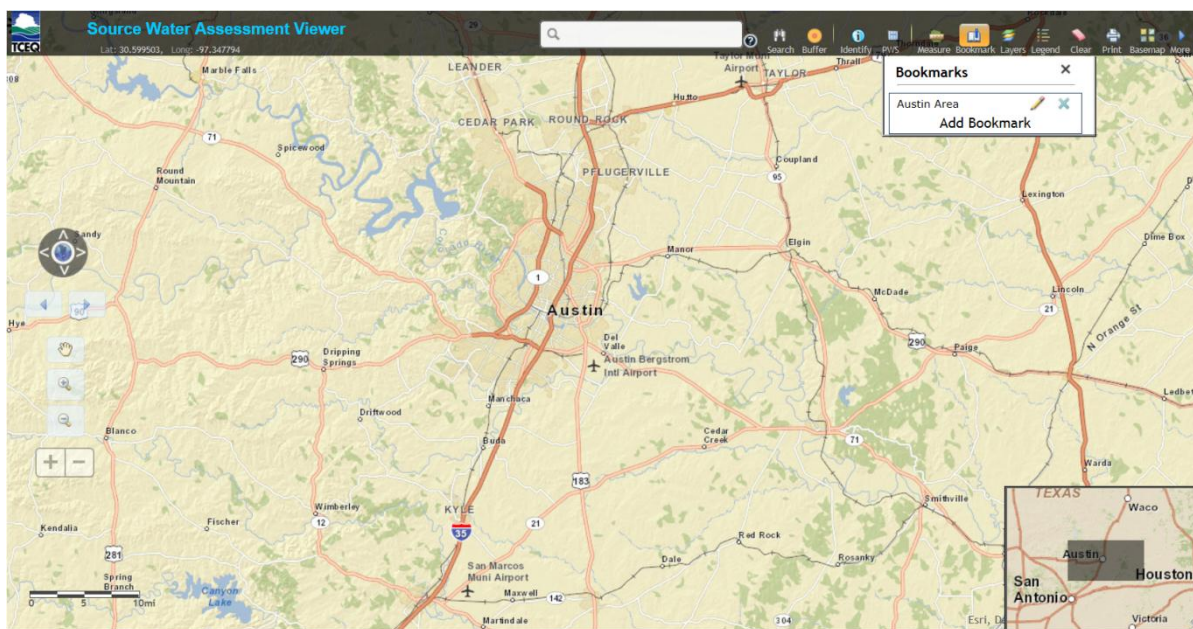 Source Water Assessment Viewer
TCEQ
Lat: 30.599503, Long: -97.347794
Search
Buffer
Identify
PWS
Measure
Bookmark
Layers
Legend
Clear
Print
Basemap
More
Bookmarks
Austin Area
Add Bookmark
29
LEANDER
Taylor Muni
Airport
TAYLOR
Thrall
Marble Falls
Hutto
CEDAR PARK
ROUND ROCK
71
Spicewood
Coupland
Round
Mountain
PFLUGERVILLE
95
Lexington
Sandy
Manor
Elgin
Dime Box
1
McDade
Lincoln
Hye
Austin
21
N Orange St
290
Dripping
Springs
Del
Valle
Austin Bergstrom
Intl Airport
290
Paige
Ledbet
Manchaca
Driftwood
Blanco
Cedar
Creek
71
Buda
Warda
183
Wimberley
KYLE
Smithville
12
Fischer
35
21
Kendalia
Red Rock
281
Dale
Rosanky
Spring
Branch
San Marcos
Muni Airport
Canyon
Lake
Maxwell
142
Martindale
304
0 5 10mi
TEXAS
Waco
Austin
San
Antonio
Houston
Victoria
Esri, De